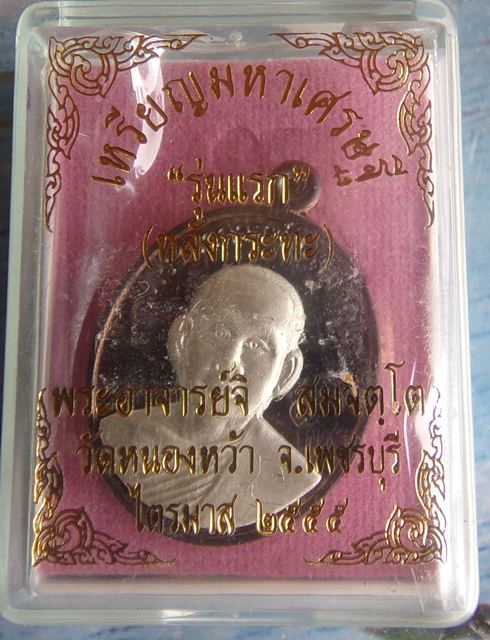 เหรียญมหาเศรษฐี
"รุ่นแรก"
(หลังกระทะ)
พระอาจารย์จิ สมจิตฺโต
วัดหนองหว้า จ.เพชรบุรี
ไตรมาส ๒๕๕๕